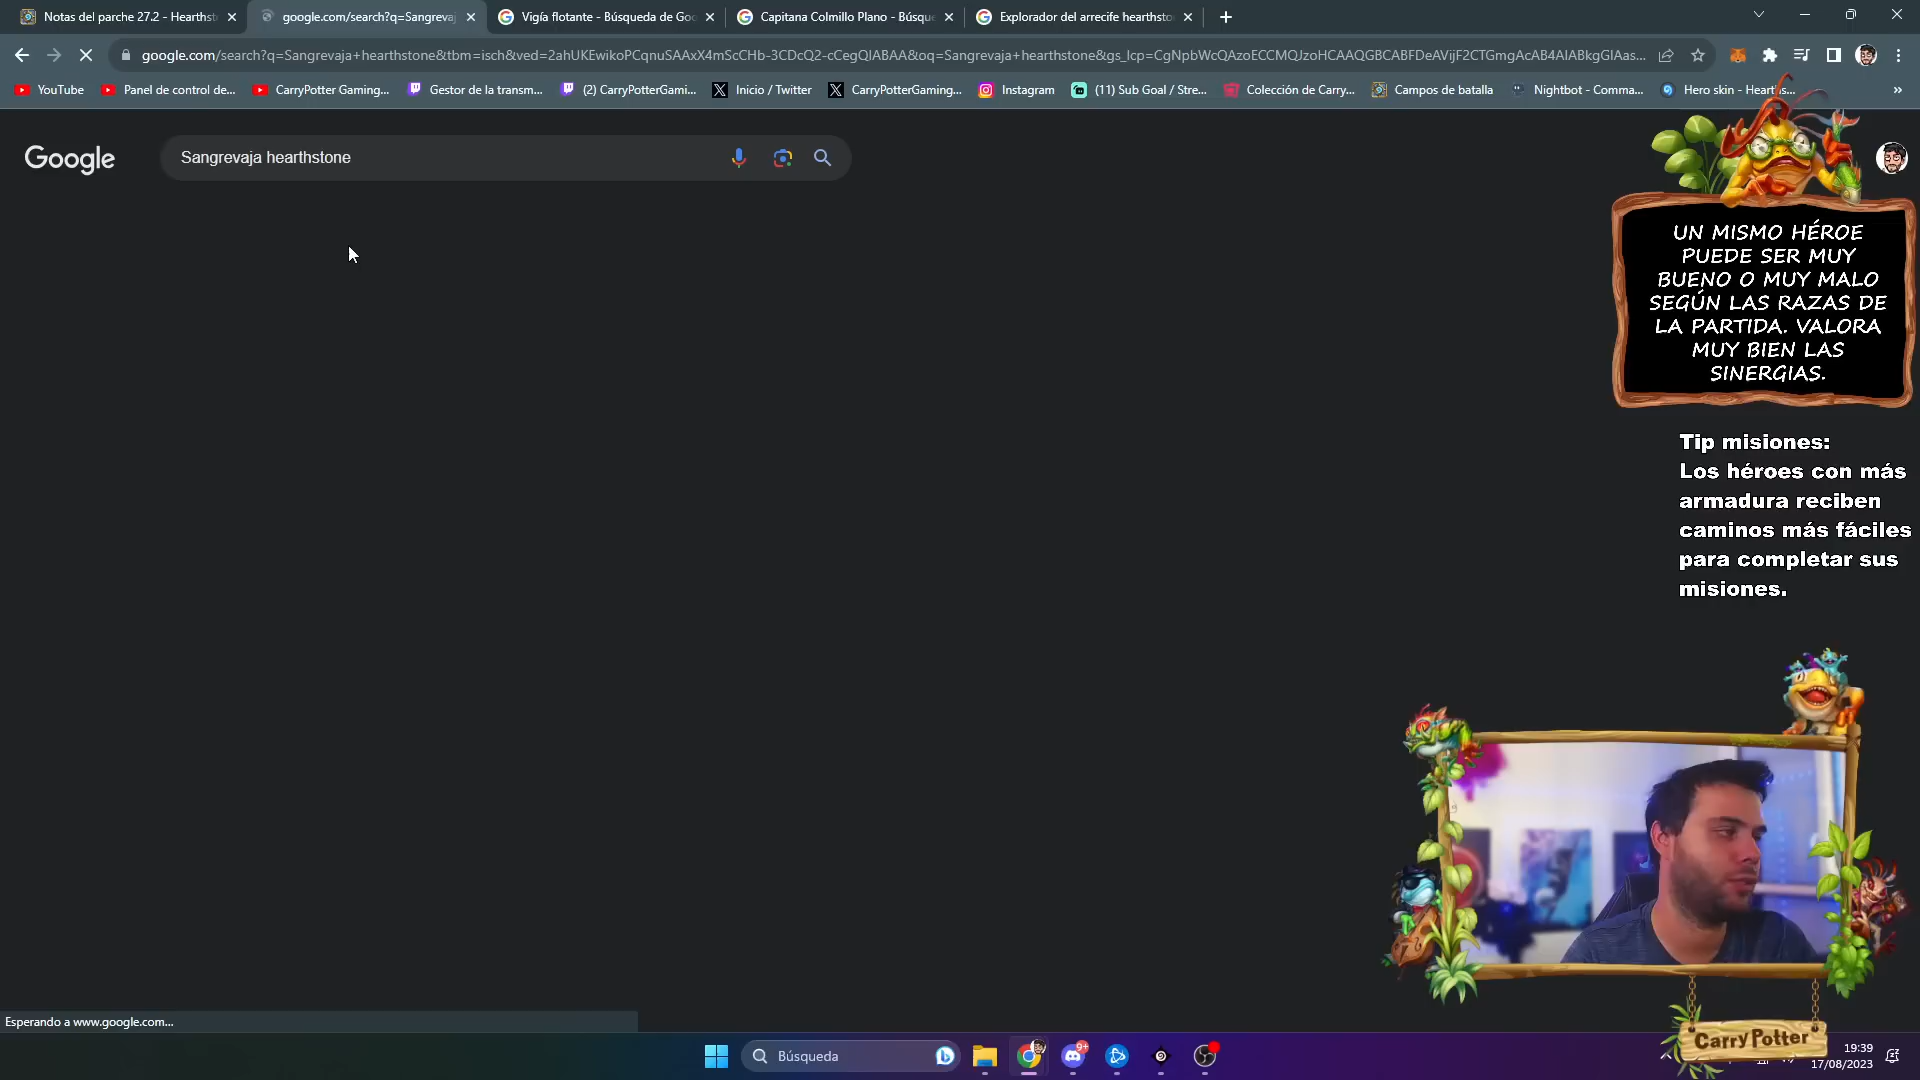 Notas del parche 27.2 - Hearthst
google.com/search?q=Sangrevaja
Vigía flotante - Búsqueda de Goo
Capitana Colmillo Plano - Búsque
Explorador del arrecife hearthsto
google.com/search?q=Sangrevaja+hearthstone&tbm=isch&ved=2ahUKEwikoPCqnuSAAxX4mScCHb-3CDcQ2-cCegQIABAA&oq=Sangrevaja+hearthstone&gs_lcp=CgNpbWcQAzoECCMQJzoHCAAQGBCABFDeAVijF2CTGmgAcAB4AIABkgGIAas...
YouTube
Panel de control de...
CarryPotter Gaming...
Gestor de la transm...
(2) CarryPotterGami...
Inicio / Twitter
CarryPotterGaming...
Instagram
(11) Sub Goal / Stre...
Colección de Carry...
Campos de batalla
Nightbot - Comma...
Hero skin - Hearths...
Google
Sangrevaja hearthstone
UN MISMO HÉROE
PUEDE SER MUY
BUENO O MUY MALO
SEGÚN LAS RAZAS DE
LA PARTIDA. VALORA
MUY BIEN LAS
SINERGIAS.
Tip misiones:
Los héroes con más
armadura reciben
caminos más fáciles
para completar sus
misiones.
Esperando a www.google.com...
Búsqueda
9+
CarryPotter
19:39
17/08/2023